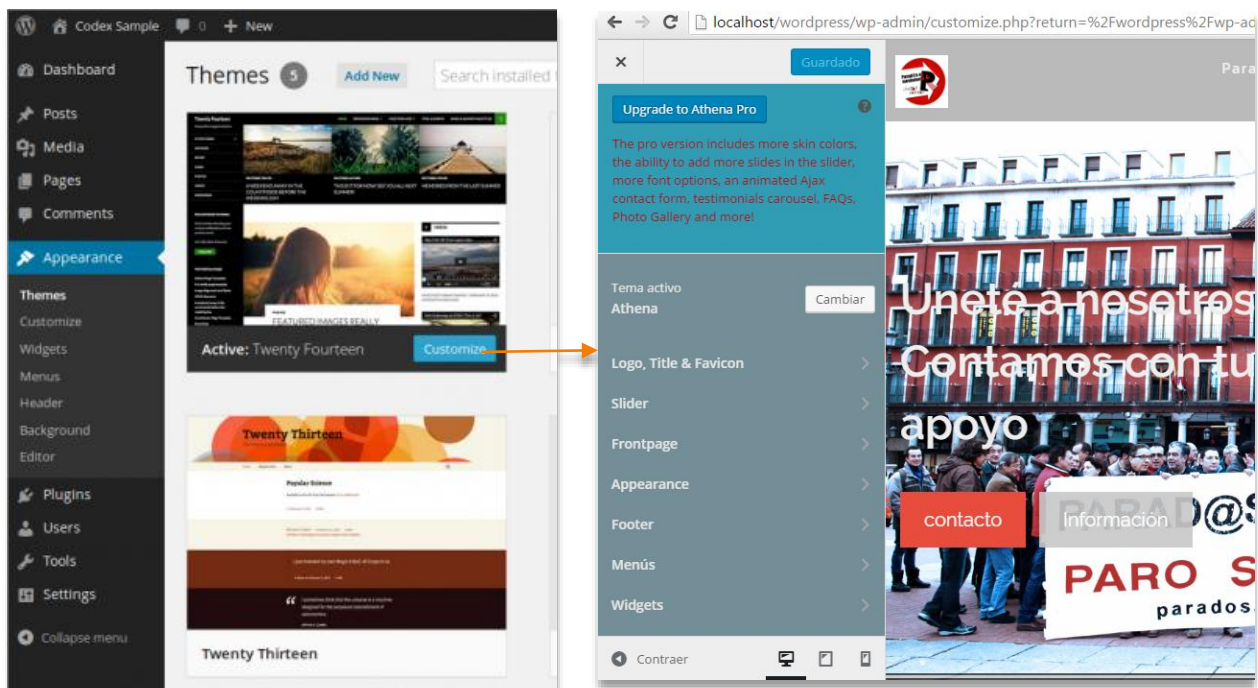 Codex Sample 0 + New
Dashboard
Posts
Media
Pages
Comments
Appearance
Themes
Customize
Widgets
Menus
Header
Background
Editor
Plugins
Users
Tools
Settings
Collapse menu
Themes 5 Add New Search installed
FEATURED IMAGES REALLY
Active: Twenty Fourteen Customize
Twenty Thirteen
Popular Science
Twenty Thirteen
localhost/wordpress/wp-admin/customize.php?return=%2Fwordpress%2Fwp-ad
Guardado
Upgrade to Athena Pro
The pro version includes more skin colors,
the ability to add more slides in the slider,
more font options, an animated Ajax
contact form, testimonials carousel, FAQs,
Photo Gallery and more!
Tema activo
Athena
Cambiar
Logo, Title & Favicon
Slider
Frontpage
Appearance
Footer
Menús
Widgets
Contraer
Para
Uneté a nosotros
Contamos con tu
apoyo
contacto
Información
PARAD@S
PARO S
parados